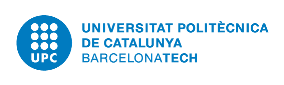 UPC
UNIVERSITAT POLITÈCNICA
DE CATALUNYA
BARCELONATECH